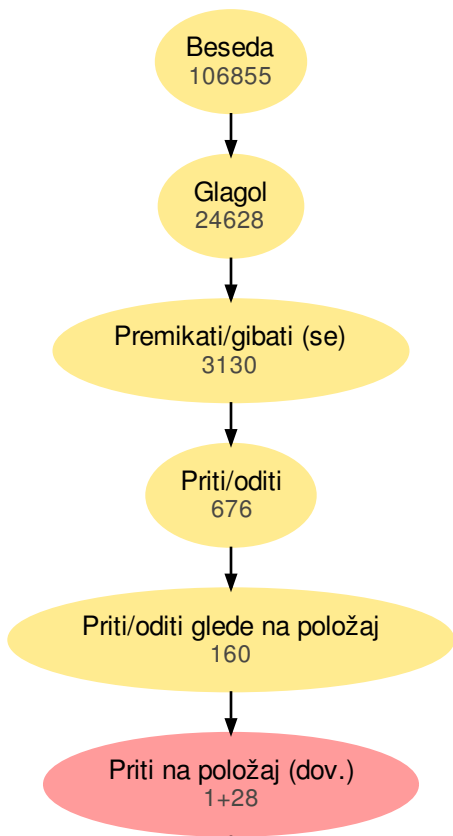 Beseda
106855
Glagol
24628
Premikati/gibati (se)
3130
Priti/oditi
676
Priti/oditi glede na položaj
160
Priti na položaj (dov.)
1+28